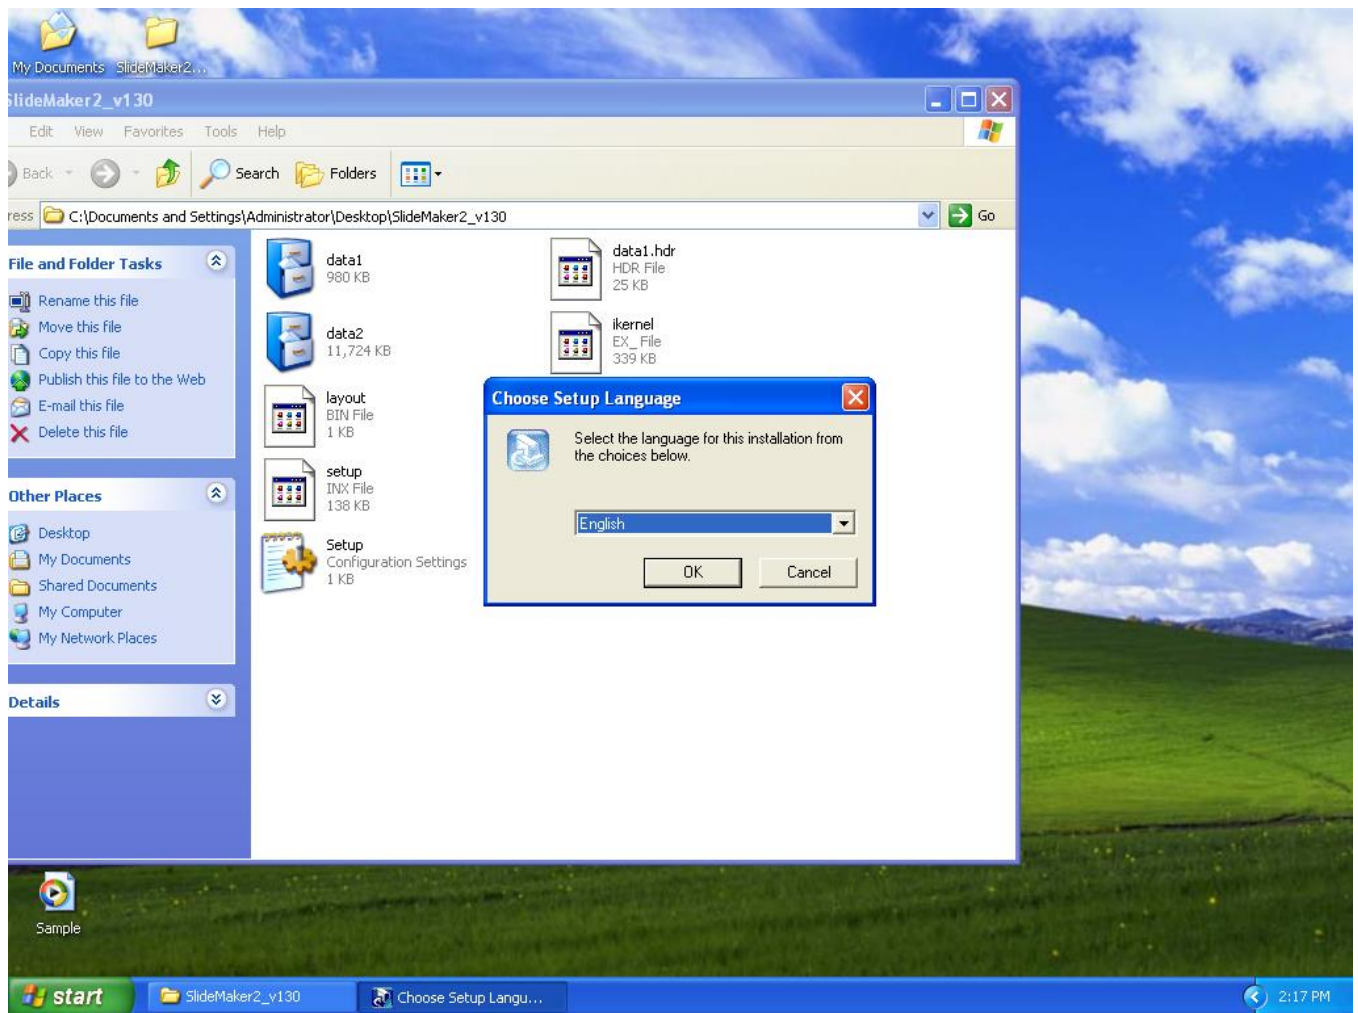 My Documents SlideMaker2...
SlideMaker2_v130
Edit View Favorites Tools Help
Back Search Folders
ress C:\Documents and Settings\Administrator\Desktop\SlideMaker2_v130 Go
File and Folder Tasks
Rename this file
Move this file
Copy this file
Publish this file to the Web
E-mail this file
Delete this file
Other Places
Desktop
My Documents
Shared Documents
My Computer
My Network Places
Details
data1
980 KB
data1.hdr
HDR File
25 KB
data2
11,724 KB
ikernel
EX_ File
339 KB
layout
BIN File
1 KB
setup
INX File
138 KB
Setup
Configuration Settings
1 KB
Choose Setup Language
Select the language for this installation from
the choices below.
English
OK Cancel
Sample
start SlideMaker2_v130 Choose Setup Langu... 2:17 PM